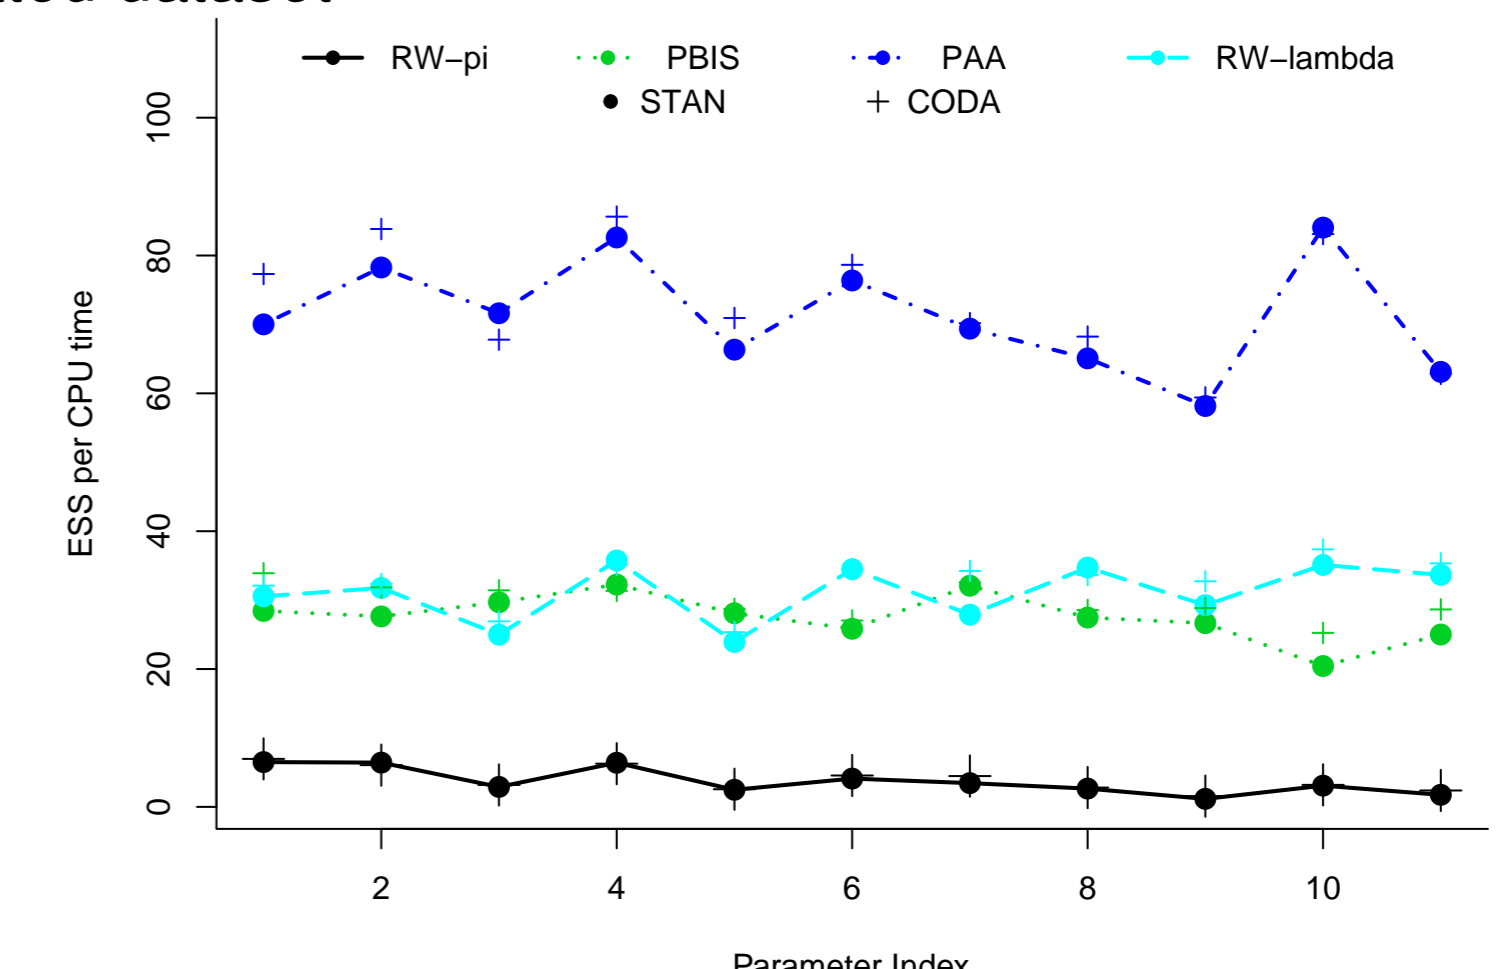 dataset
RW−pi PBIS PAA RW−lambda
STAN CODA
100
80
60
40
20
0
ESS per CPU time
2 4 6 8 10
Parameter Index